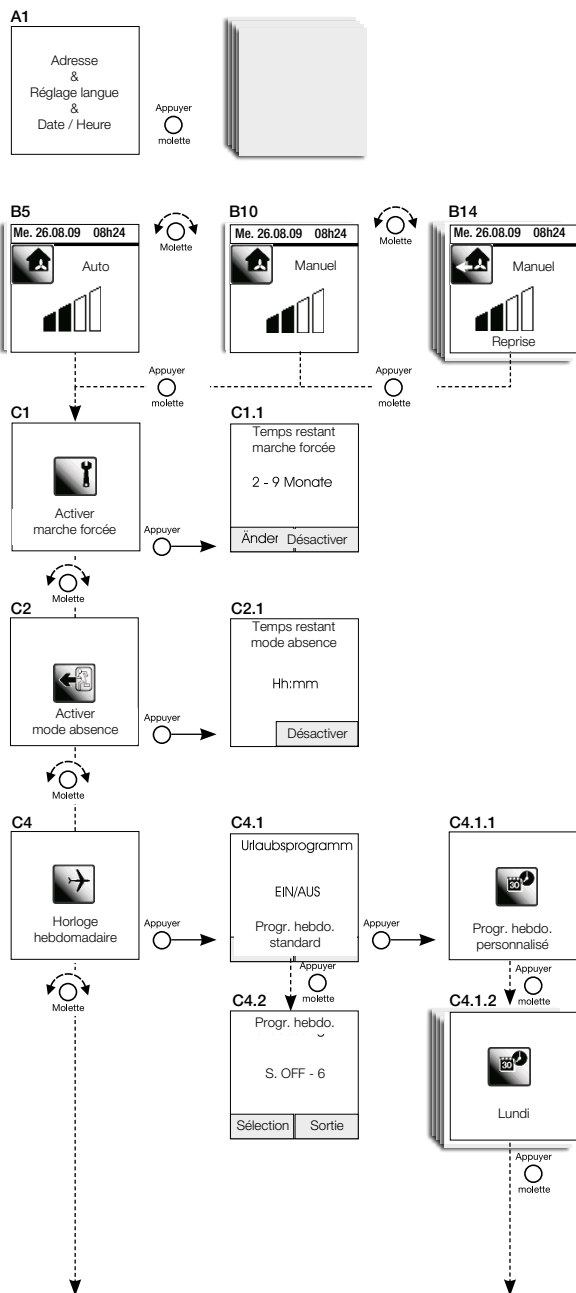 A1
Adresse
&
Réglage langue
&
Date / Heure
Appuyer
molette
B5
Me. 26.08.09 08h24
Auto
Molette
B10
Me. 26.08.09 08h24
Manuel
Molette
B14
Me. 26.08.09 08h24
Manuel
Reprise
Appuyer
molette
Appuyer
molette
C1
Activer
marche forcée
Appuyer
C1.1
Temps restant
marche forcée
2 - 9 Monate
Änder Désactiver
Molette
C2
Activer
mode absence
Appuyer
C2.1
Temps restant
mode absence
Hh:mm
Désactiver
Molette
C4
Horloge
hebdomadaire
Appuyer
C4.1
Urlaubsprogramm
EIN/AUS
Progr. hebdo.
standard
Appuyer
C4.1.1
30
Progr. hebdo.
personnalisé
Molette
Appuyer
molette
Appuyer
molette
C4.2
Progr. hebdo.
S. OFF - 6
Sélection Sortie
C4.1.2
30
Lundi
Appuyer
molette